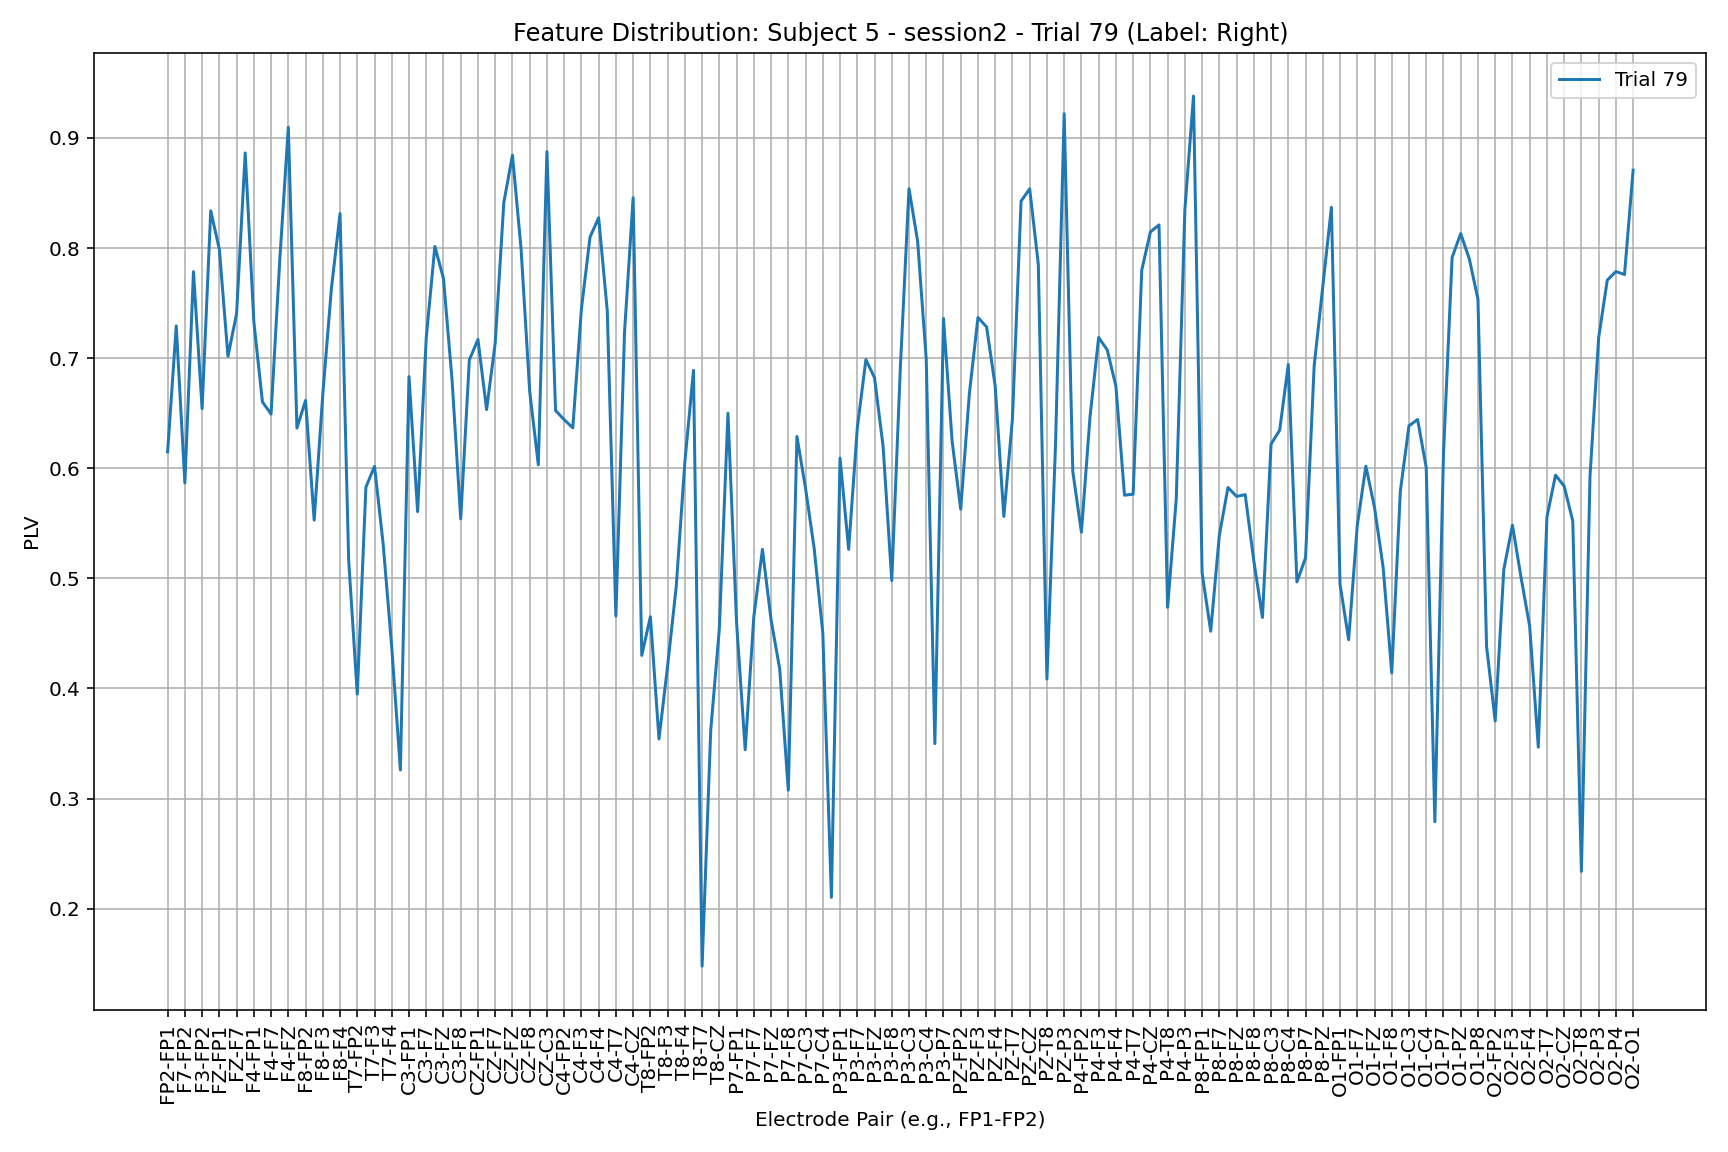 Feature Distribution: Subject 5 - session2 - Trial 79 (Label: Right)
Trial 79
0.9
0.8
0.7
0.6
0.5
0.4
0.3
0.2
PLV
FP2-FP1
F7-FP2
F3-FP2
FZ-FP1
FZ-F7
F4-FP1
F4-F7
F4-FZ
F8-FP2
F8-F3
F8-F4
T7-FP2
T7-F3
T7-F4
C3-FP1
C3-F7
C3-FZ
C3-F8
CZ-FP1
CZ-F7
CZ-FZ
CZ-F8
CZ-C3
C4-FP2
C4-F3
C4-F4
C4-T7
C4-CZ
T8-FP2
T8-F3
T8-F4
T8-T7
T8-CZ
P7-FP1
P7-F7
P7-FZ
P7-F8
P7-C3
P7-C4
P3-FP1
P3-F7
P3-FZ
P3-F8
P3-C3
P3-C4
P3-P7
PZ-FP2
PZ-F3
PZ-F4
PZ-T7
PZ-CZ
PZ-T8
PZ-P3
P4-FP2
P4-F3
P4-F4
P4-T7
P4-CZ
P4-T8
P4-P3
P8-FP1
P8-F7
P8-FZ
P8-F8
P8-C3
P8-C4
P8-P7
P8-PZ
O1-FP1
O1-F7
O1-FZ
O1-F8
O1-C3
O1-C4
O1-P7
O1-PZ
O1-P8
O2-FP2
O2-F3
O2-F4
O2-T7
O2-CZ
O2-T8
O2-P3
O2-P4
O2-O1
Electrode Pair (e.g., FP1-FP2)